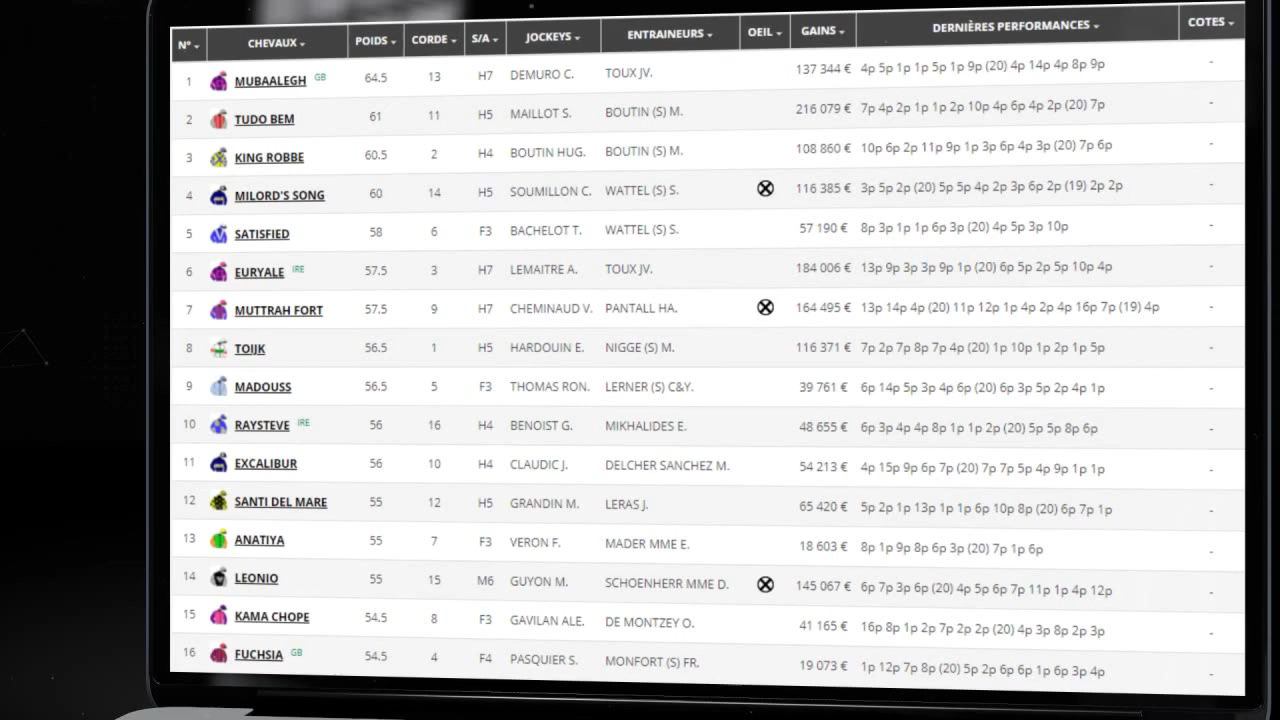 N° CHEVAUX POIDS CORDE S/A JOCKEYS ENTRAINEURS OEIL GAINS DERNIÈRES PERFORMANCES COTES
1 MUBAALEGH GB 64.5 13 H7 DEMURO C. TOUX JV. 137 344 € 4p 5p 1p 1p 5p 1p 9p (20) 4p 14p 4p 8p 9p -
2 TUDO BEM 61 11 H5 MAILLOT S. BOUTIN (S) M. 216 079 € 7p 4p 2p 1p 1p 2p 10p 4p 6p 4p 2p (20) 7p -
3 KING ROBBE 60.5 2 H4 BOUTIN HUG. BOUTIN (S) M. 108 860 € 10p 6p 2p 11p 9p 1p 3p 6p 4p 3p (20) 7p 6p -
4 MILORD'S SONG 60 14 H5 SOUMILLON C. WATTEL (S) S. 116 385 € 3p 5p 2p (20) 5p 5p 4p 2p 3p 6p 2p (19) 2p 2p -
5 SATISFIED 58 6 F3 BACHELOT T. WATTEL (S) S. 57 190 € 8p 3p 1p 1p 6p 3p (20) 4p 5p 3p 10p -
6 EURYALE IRE 57.5 3 H7 LEMAITRE A. TOUX JV. 184 006 € 13p 9p 3p 3p 9p 1p (20) 6p 5p 2p 5p 10p 4p -
7 MUTTRAH FORT 57.5 9 H7 CHEMINAUD V. PANTALL HA. 164 495 € 13p 14p 4p (20) 11p 12p 1p 4p 2p 4p 16p 7p (19) 4p -
8 TOIJK 56.5 1 H5 HARDOUIN E. NIGGE (S) M. 116 371 € 7p 2p 7p 8p 7p 4p (20) 1p 10p 1p 2p 1p 5p -
9 MADOUSS 56.5 5 F3 THOMAS RON. LERNER (S) C&Y. 39 761 € 6p 14p 5p 3p 4p 6p (20) 6p 3p 5p 2p 4p 1p -
10 RAYSTEVE IRE 56 16 H4 BENOIST G. MIKHALIDES E. 48 655 € 6p 3p 4p 4p 8p 1p 1p 2p (20) 5p 5p 8p 6p -
11 EXCALIBUR 56 10 H4 CLAUDIC J. DELCHER SANCHEZ M. 54 213 € 4p 15p 9p 6p 7p (20) 7p 7p 5p 4p 9p 1p 1p -
12 SANTI DEL MARE 55 12 H5 GRANDIN M. LERAS J. 65 420 € 5p 2p 1p 13p 1p 1p 6p 10p 8p (20) 6p 7p 1p -
13 ANATIYA 55 7 F3 VERON F. MADER MME E. 18 603 € 8p 1p 9p 8p 6p 3p (20) 7p 1p 6p -
14 LEONIO 55 15 M6 GUYON M. SCHOENHERR MME D. 145 067 € 6p 7p 3p 6p (20) 4p 5p 6p 7p 11p 1p 4p 12p -
15 KAMA CHOPE 54.5 8 F3 GAVILAN ALE. DE MONTZEY O. 41 165 € 16p 8p 1p 2p 7p 2p 2p (20) 4p 3p 8p 2p 3p -
16 FUCHSIA GB 54.5 4 F4 PASQUIER S. MONFORT (S) FR. 19 073 € 1p 12p 7p 8p (20) 5p 2p 6p 6p 1p 6p 3p 4p -